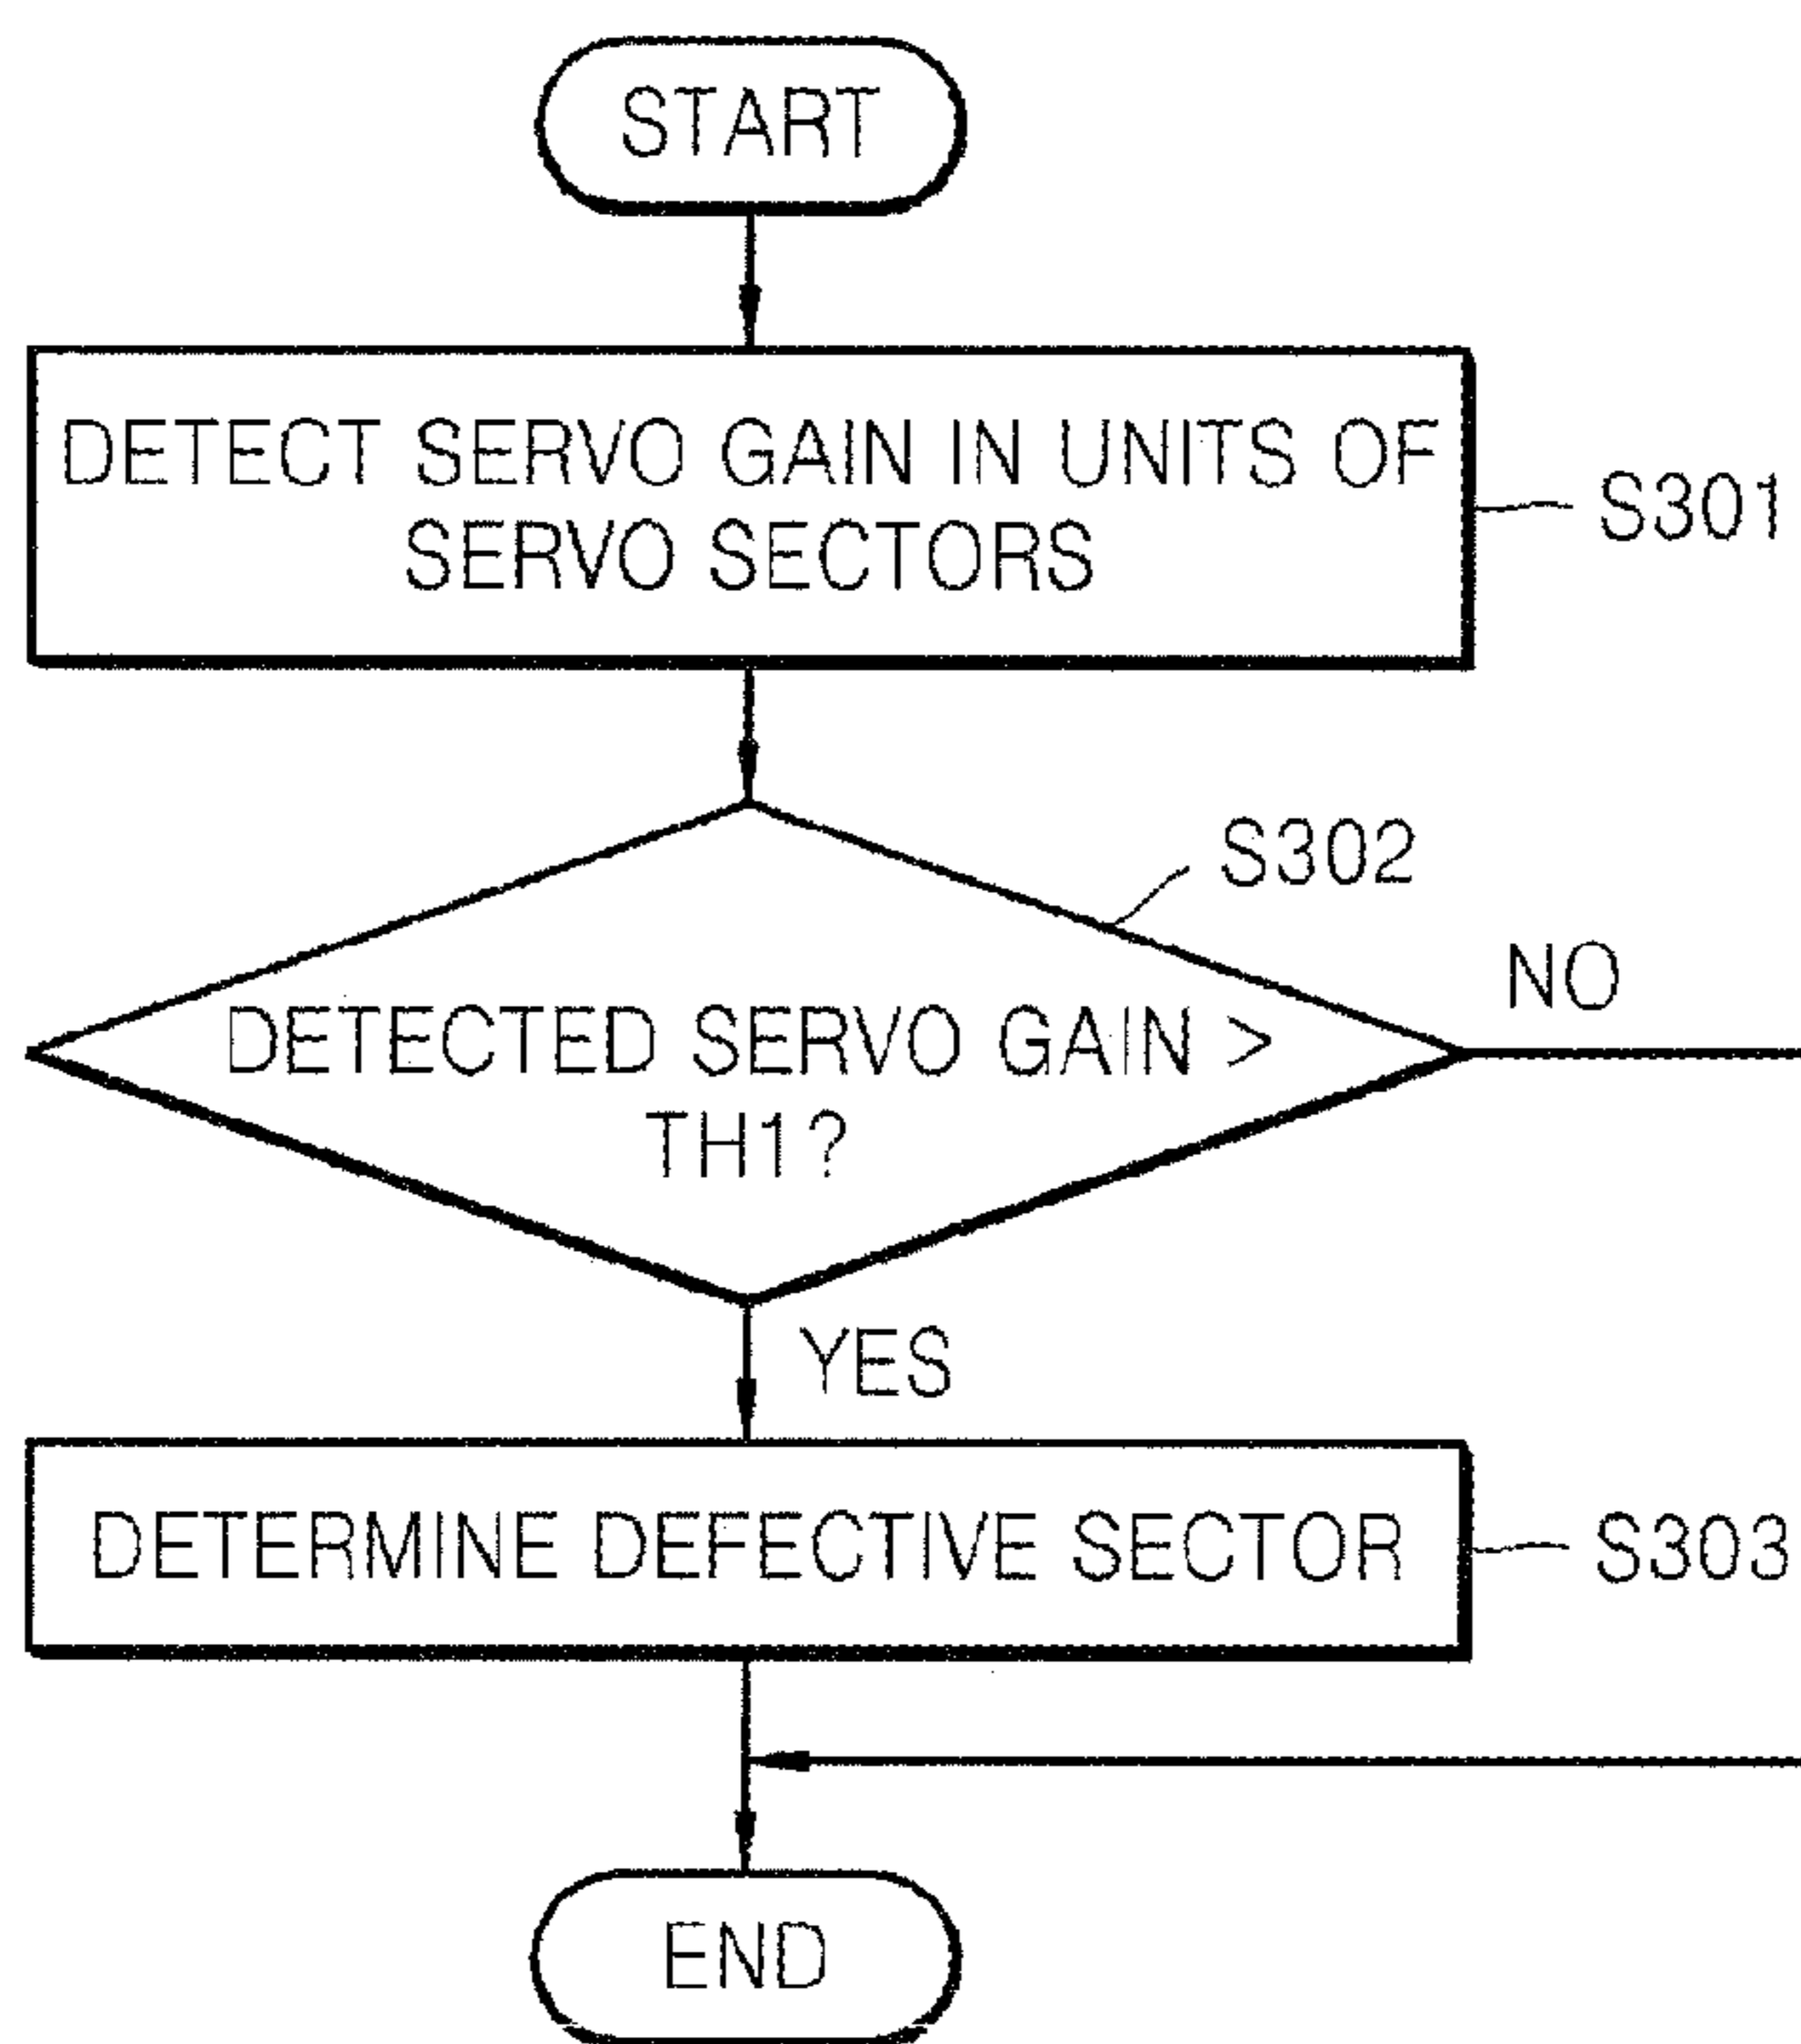 START
DETECT SERVO GAIN IN UNITS OF
SERVO SECTORS
S301
S302
NO
DETECTED SERVO GAIN >
TH1?
YES
DETERMINE DEFECTIVE SECTOR
S303
END